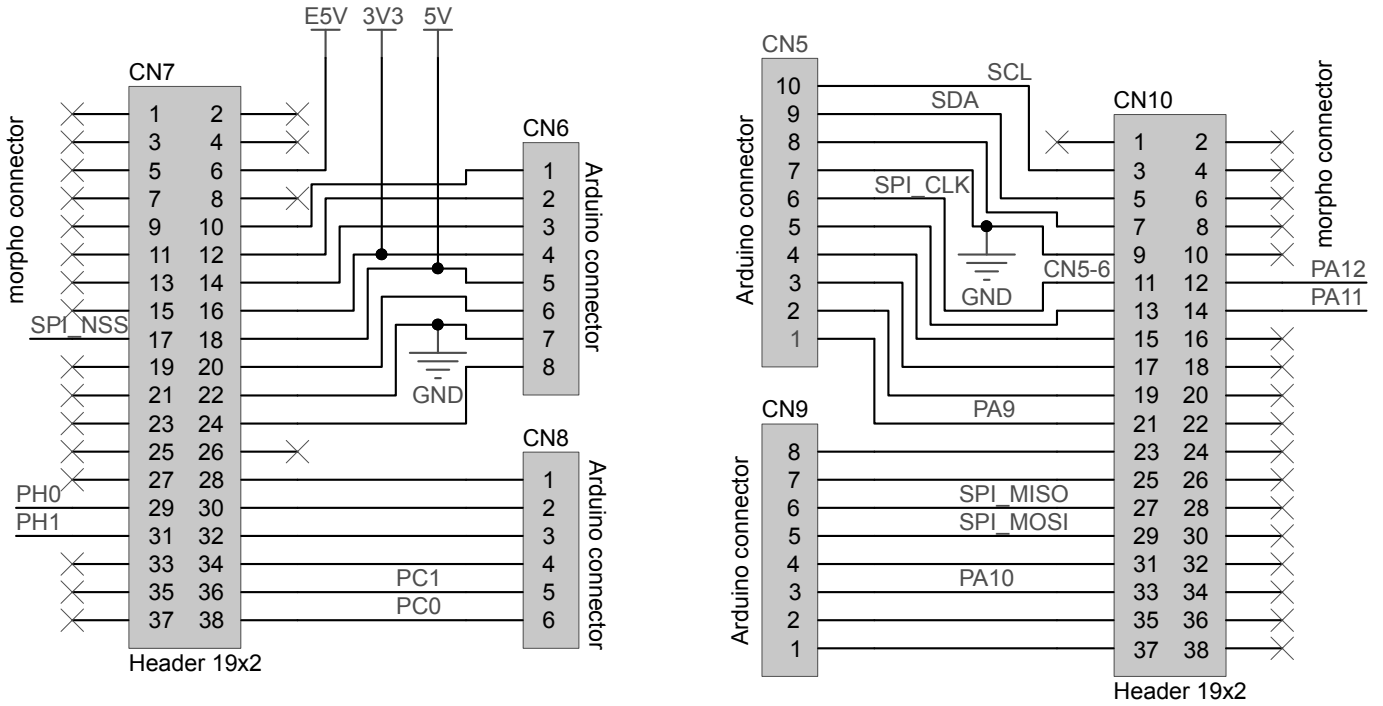 E5V 3V3 5V
CN7
morpho connector
1 2
3 4
5 6
7 8
9 10
11 12
13 14
15 16
SPI_NSS
17 18
19 20
21 22
23 24
25 26
27 28
PH0
29 30
PH1
31 32
33 34
35 36
37 38
Header 19x2
CN6
1
2
3
4
5
6
7
8
Arduino connector
GND
CN8
1
2
3
4
5
6
Arduino connector
PC1
PC0
CN5
Arduino connector
10
9
8
7
6
5
4
3
2
1
SCL
SDA
SPI_CLK
GND
CN5-6
PA9
CN9
Arduino connector
8
7
6
5
4
3
2
1
SPI_MISO
SPI_MOSI
PA10
CN10
morpho connector
1 2
3 4
5 6
7 8
9 10
11 12
PA12
13 14
PA11
15 16
17 18
19 20
21 22
23 24
25 26
27 28
29 30
31 32
33 34
35 36
37 38
Header 19x2